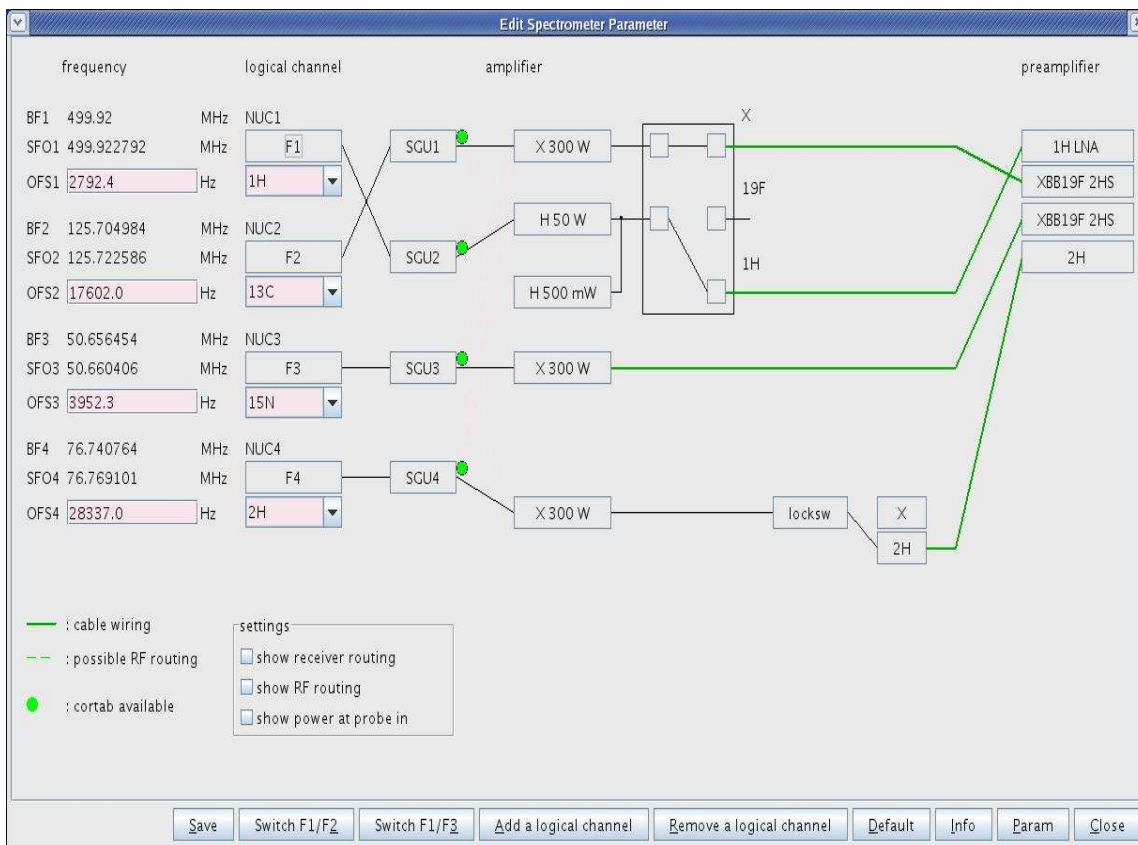 Edit Spectrometer Parameter
frequency logical channel amplifier preamplifier
BF1 499.92 MHz NUC1 X
SFO1 499.922792 MHz F1 SGU1 X 300 W 1H LNA
OFS1 2792.4 Hz 1H 19F XBB19F 2HS
BF2 125.704984 MHz NUC2 H 50 W XBB19F 2HS
SFO2 125.722586 MHz F2 SGU2 1H 2H
OFS2 17602.0 Hz 13C H 500 mW
BF3 50.656454 MHz NUC3
SFO3 50.660406 MHz F3 SGU3 X 300 W
OFS3 3952.3 Hz 15N
BF4 76.740764 MHz NUC4
SFO4 76.769101 MHz F4 SGU4
OFS4 28337.0 Hz 2H X 300 W locksw X
2H
: cable wiring
: possible RF routing
: cortab available
settings
show receiver routing
show RF routing
show power at probe in
Save Switch F1/F2 Switch F1/F3 Add a logical channel Remove a logical channel Default Info Param Close